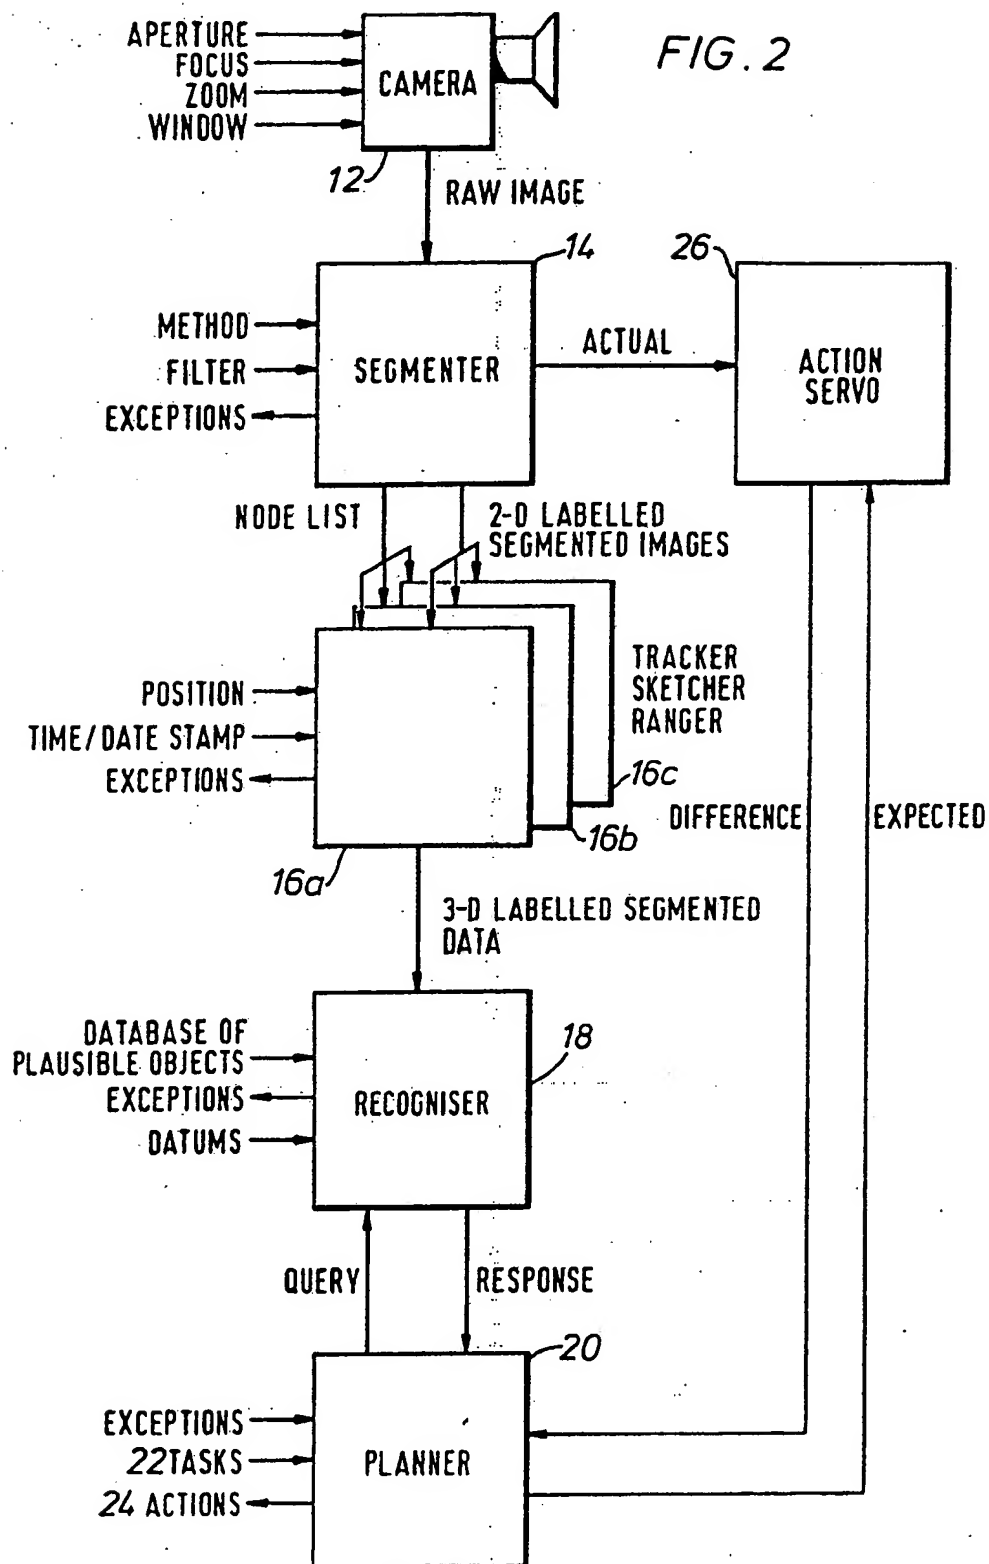 FIG. 2
APERTURE
FOCUS
ZOOM
WINDOW
CAMERA
12
RAW IMAGE
14
26
METHOD
FILTER
EXCEPTIONS
SEGMENTER
ACTUAL
ACTION
SERVO
NODE LIST
2-D LABELLED
SEGMENTED IMAGES
TRACKER
SKETCHER
RANGER
POSITION
TIME/DATE STAMP
EXCEPTIONS
16c
16b
16a
DIFFERENCE
EXPECTED
3-D LABELLED SEGMENTED
DATA
DATABASE OF
PLAUSIBLE OBJECTS
EXCEPTIONS
DATUMS
RECOGNISER
18
QUERY
RESPONSE
20
EXCEPTIONS
22 TASKS
24 ACTIONS
PLANNER